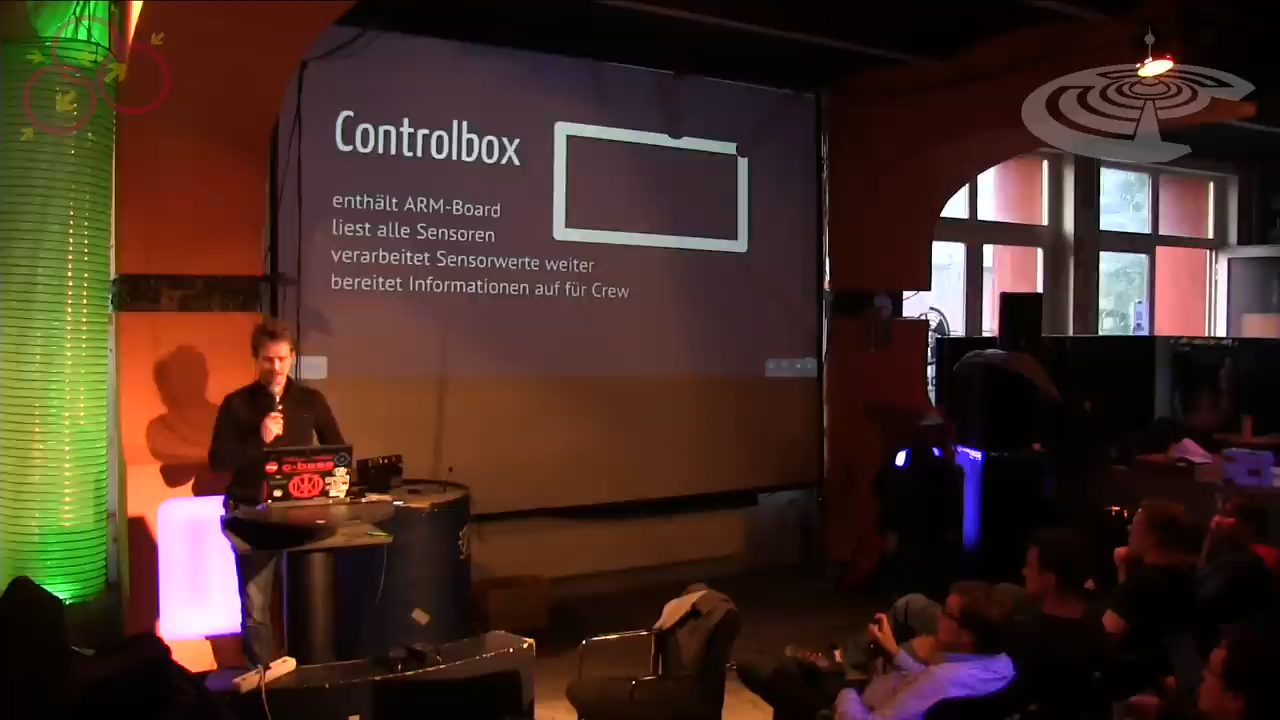 Controlbox
enthält ARM-Board
liest alle Sensoren
verarbeitet Sensorwerte weiter
bereitet Informationen auf für Crew
c-base